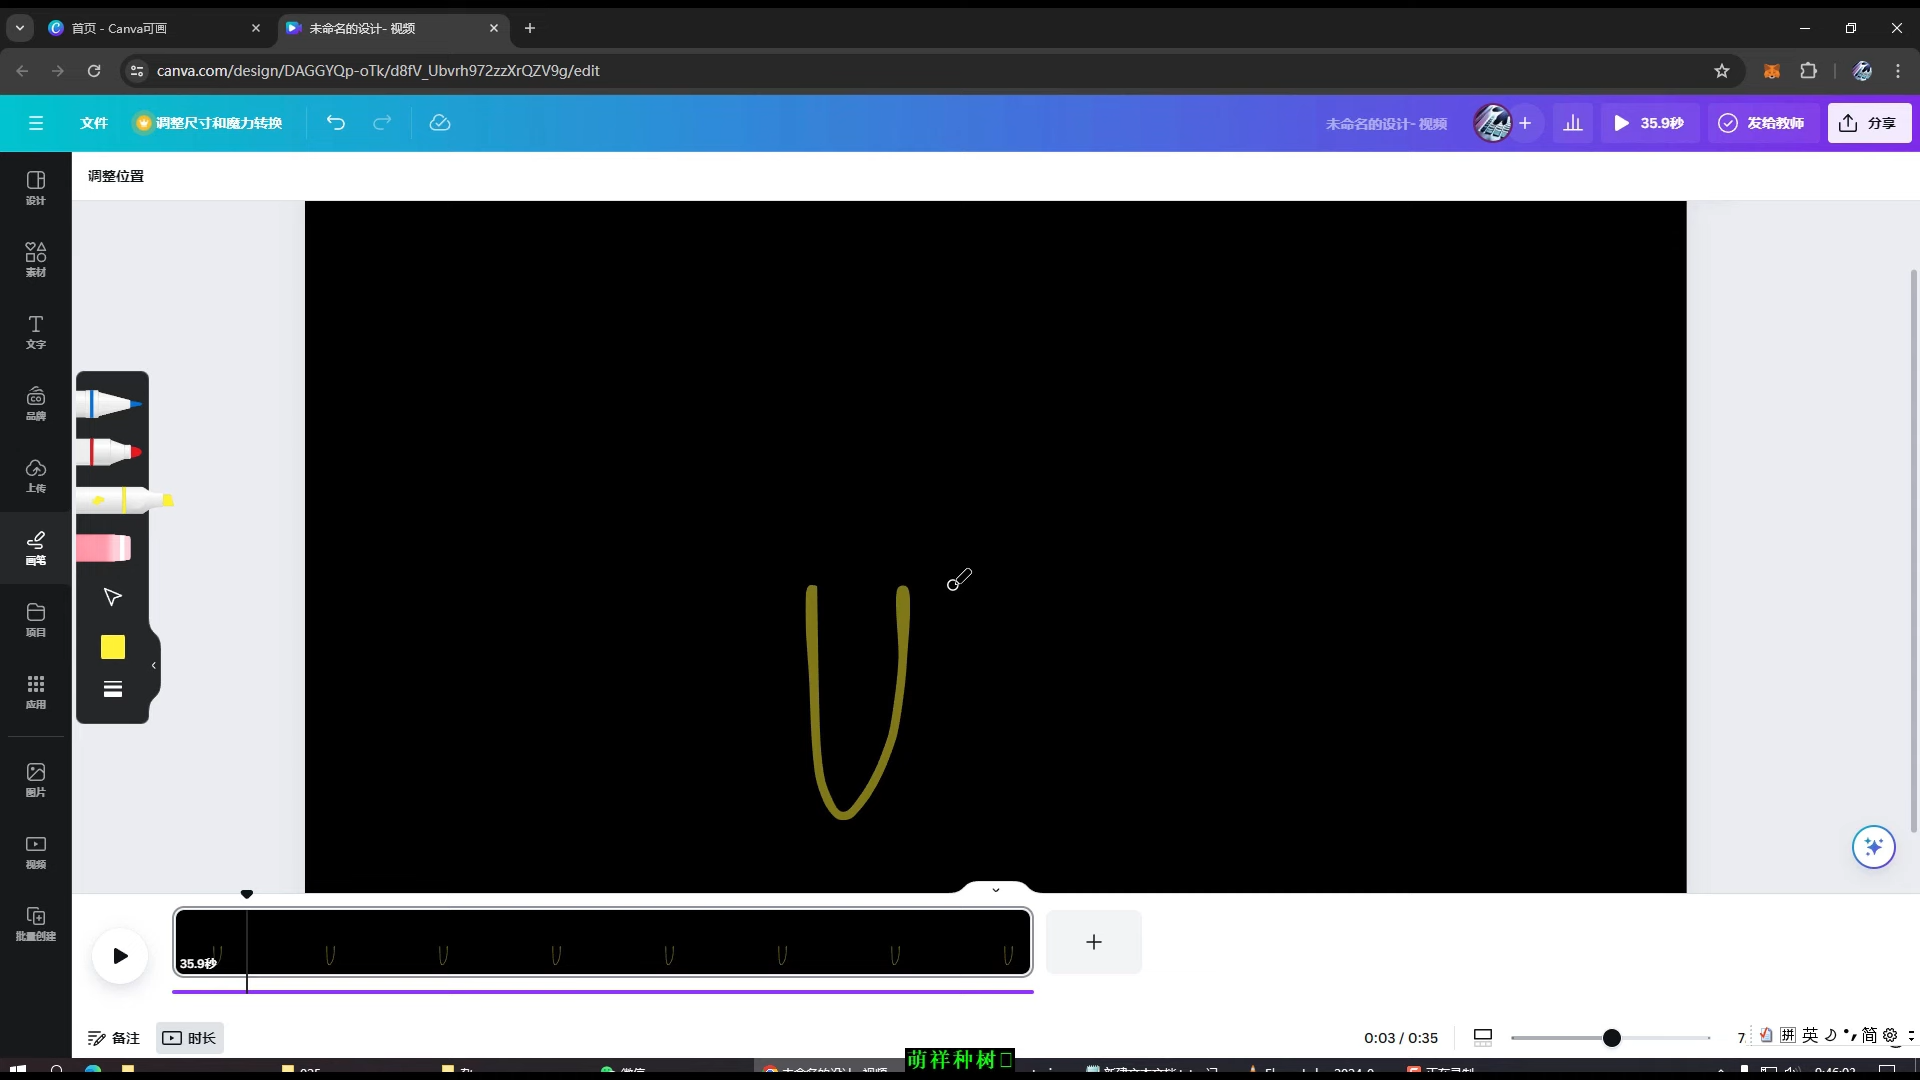 首页 - Canva可画
未命名的设计- 视频
canva.com/design/DAGGYQp-oTk/d8fV_Ubvrh972zzXrQZV9g/edit
文件
调整尺寸和魔力转换
未命名的设计- 视频
35.9秒
发给教师
分享
调整位置
设计
素材
文字
品牌
上传
画笔
项目
应用
图片
视频
批量创建
35.9秒
备注
时长
0:03 / 0:35
拼 英 简
萌祥种树